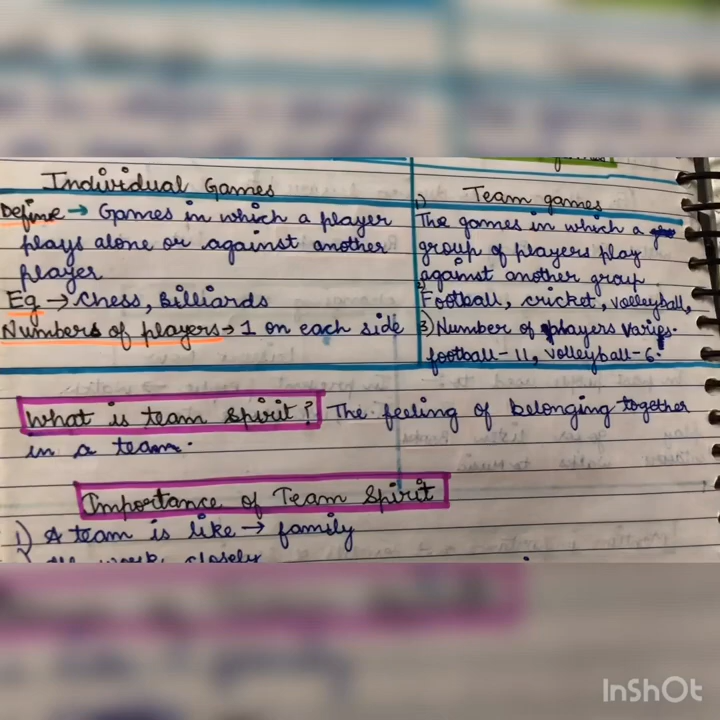 Individual Games
Define → Games in which a player
plays alone or against another
player
Eg → Chess, Billiards
Numbers of players → 1 on each side
Team games
1) The games in which a
group of players play
against another group
2) Football, cricket, volleyball,
3) Number of players varies.
football-11, volleyball-6.
What is team spirit? The feeling of belonging together
in a team.
Importance of Team Spirit
1) A team is like → family
closely
InShOt